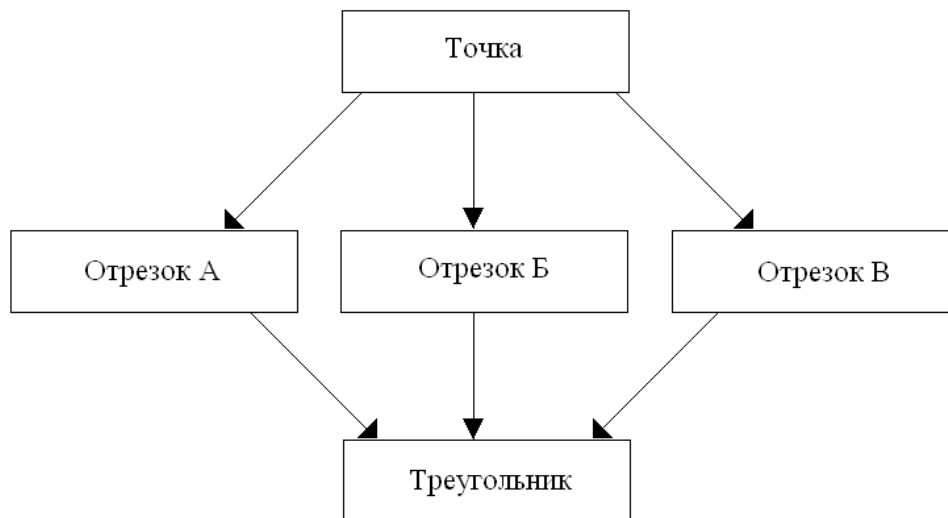 Точка
Отрезок А
Отрезок Б
Отрезок В
Треугольник